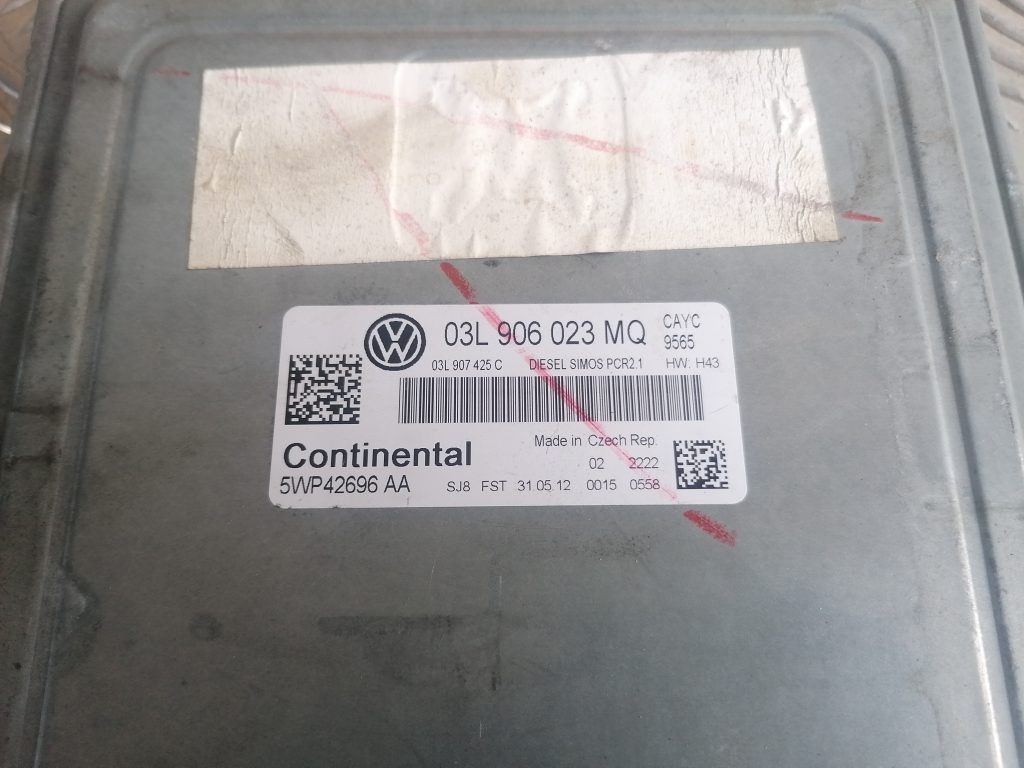 VW
03L 906 023 MQ
CAYC
9565
03L 907 425 C DIESEL SIMOS PCR2.1 HW: H43
Continental
Made in Czech Rep.
02 2222
5WP42696 AA
SJ8 FST 31.05.12 0015 0558